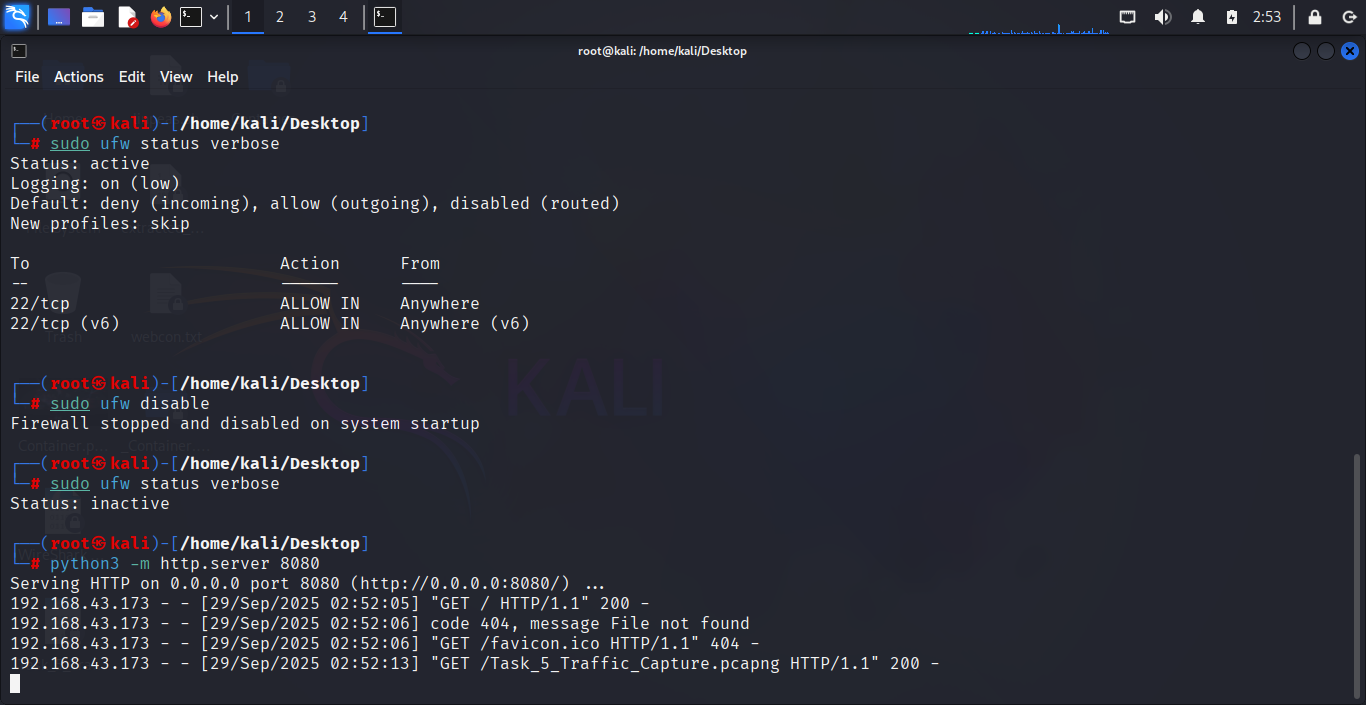 1 2 3 4 2:53
root@kali: /home/kali/Desktop
File Actions Edit View Help
┌──(root㉿kali)-[/home/kali/Desktop]
└─# sudo ufw status verbose
Status: active
Logging: on (low)
Default: deny (incoming), allow (outgoing), disabled (routed)
New profiles: skip
To Action From
-- ------ ----
22/tcp ALLOW IN Anywhere
22/tcp (v6) ALLOW IN Anywhere (v6)
Trash webcon.txt
┌──(root㉿kali)-[/home/kali/Desktop]
└─# sudo ufw disable
KALI
Firewall stopped and disabled on system startup
Container.p... _Container....
┌──(root㉿kali)-[/home/kali/Desktop]
└─# sudo ufw status verbose
Status: inactive
┌──(root㉿kali)-[/home/kali/Desktop]
└─# python3 -m http.server 8080
Serving HTTP on 0.0.0.0 port 8080 (http://0.0.0.0:8080/) ...
192.168.43.173 - - [29/Sep/2025 02:52:05] "GET / HTTP/1.1" 200 -
192.168.43.173 - - [29/Sep/2025 02:52:06] code 404, message File not found
192.168.43.173 - - [29/Sep/2025 02:52:06] "GET /favicon.ico HTTP/1.1" 404 -
192.168.43.173 - - [29/Sep/2025 02:52:13] "GET /Task_5_Traffic_Capture.pcapng HTTP/1.1" 200 -